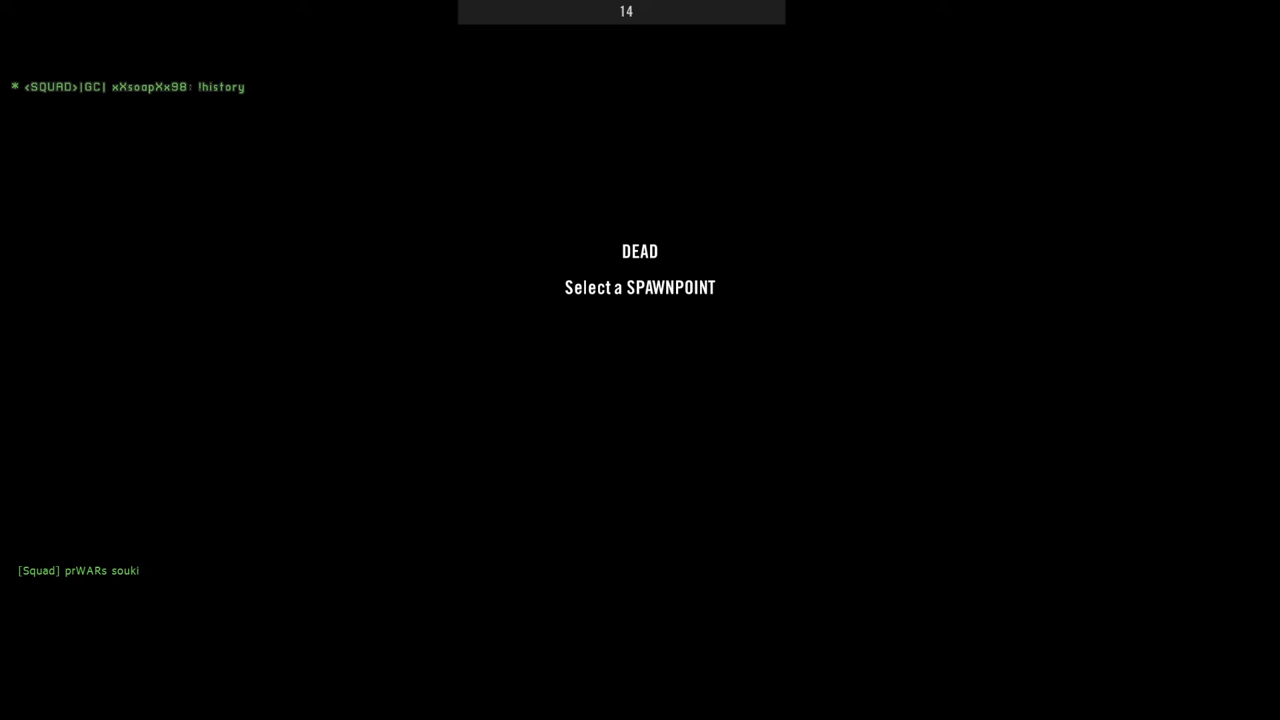 14
* <SQUAD>|GC| xXsoapXx98: !history
DEAD
Select a SPAWNPOINT
[Squad] prWARs souki